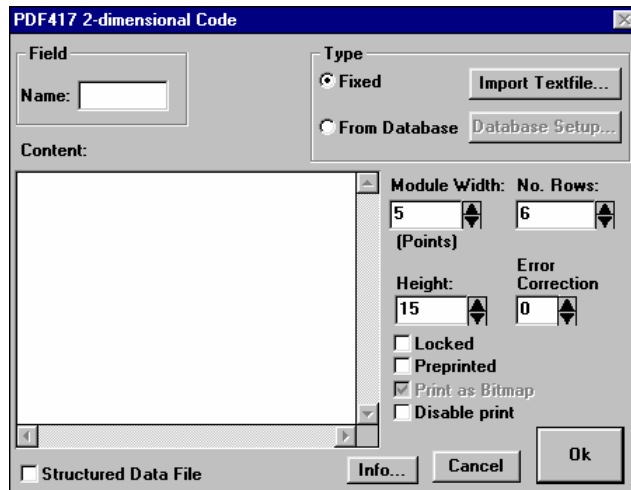 PDF417 2-dimensional Code
Field
Name:
Type
Fixed
Import Textfile...
From Database
Database Setup...
Content:
Module Width: No. Rows:
5
6
(Points)
Height:
Error
Correction
15
0
Locked
Preprinted
Print as Bitmap
Disable print
Structured Data File
Info...
Cancel
Ok